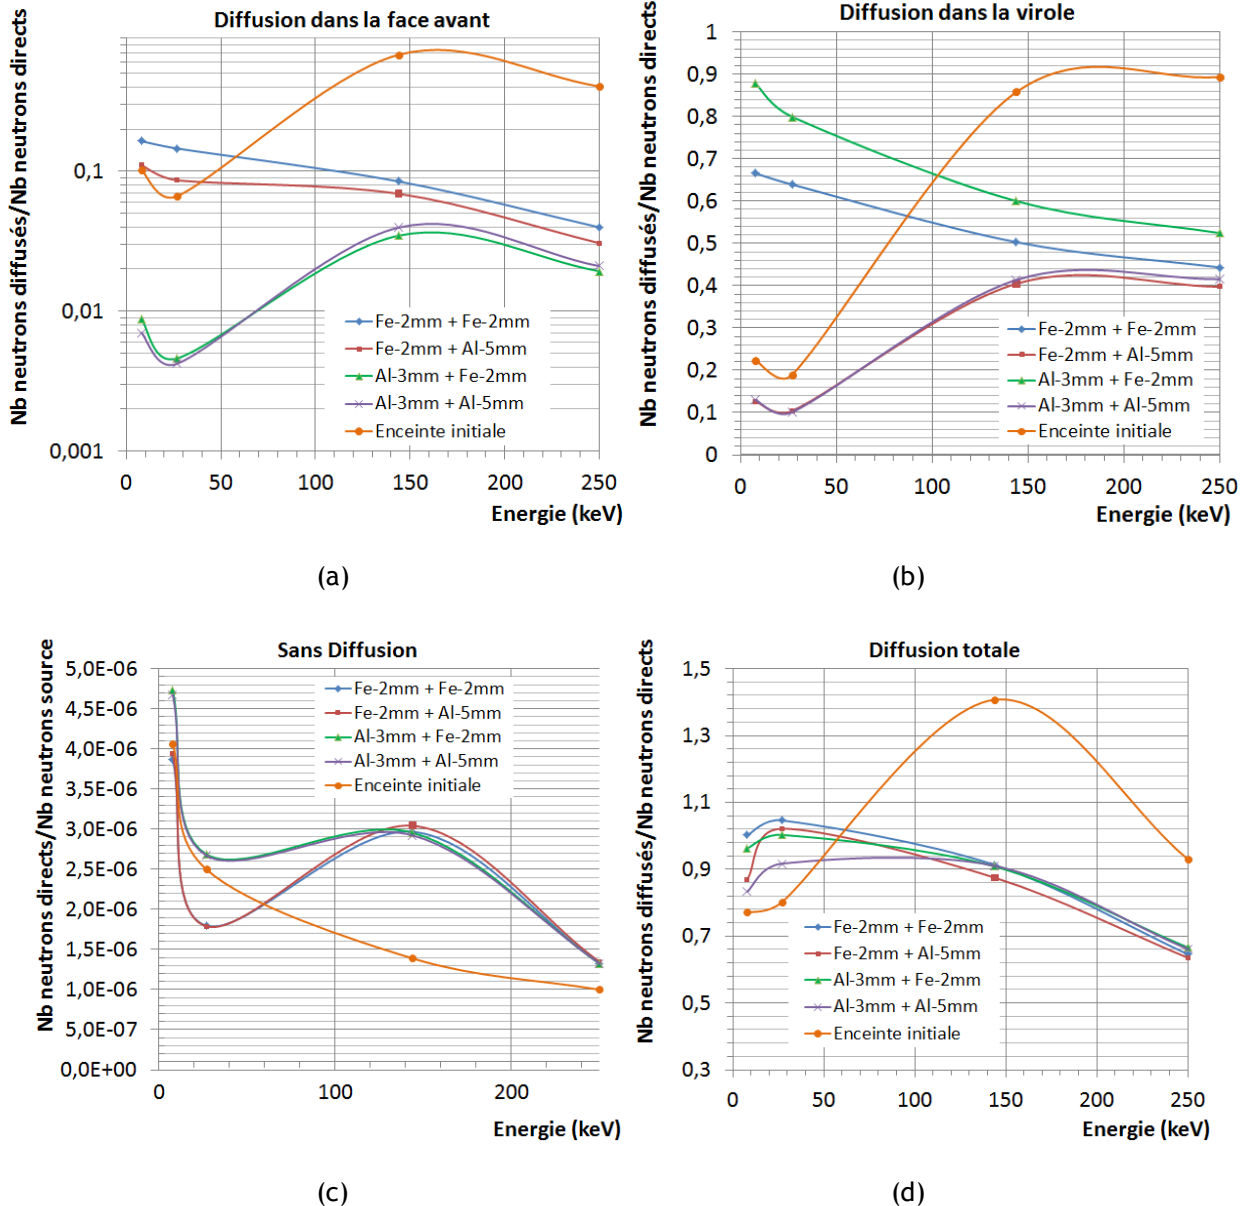 Diffusion dans la face avant
Nb neutrons diffusés/Nb neutrons directs
0,1
0,01
0,001
Fe-2mm + Fe-2mm
Fe-2mm + Al-5mm
Al-3mm + Fe-2mm
Al-3mm + Al-5mm
Enceinte initiale
0 50 100 150 200 250
Energie (keV)
(a)
Diffusion dans la virole
Nb neutrons diffusés/Nb neutrons directs
1
0,9
0,8
0,7
0,6
0,5
0,4
0,3
0,2
0,1
0
Fe-2mm + Fe-2mm
Fe-2mm + Al-5mm
Al-3mm + Fe-2mm
Al-3mm + Al-5mm
Enceinte initiale
0 50 100 150 200 250
Energie (keV)
(b)
Sans Diffusion
Nb neutrons directs/Nb neutrons source
5,0E-06
4,5E-06
4,0E-06
3,5E-06
3,0E-06
2,5E-06
2,0E-06
1,5E-06
1,0E-06
5,0E-07
0,0E+00
Fe-2mm + Fe-2mm
Fe-2mm + Al-5mm
Al-3mm + Fe-2mm
Al-3mm + Al-5mm
Enceinte initiale
0 100 200
Energie (keV)
(c)
Diffusion totale
Nb neutrons diffusés/Nb neutrons directs
1,5
1,3
1,1
0,9
0,7
0,5
0,3
Fe-2mm + Fe-2mm
Fe-2mm + Al-5mm
Al-3mm + Fe-2mm
Al-3mm + Al-5mm
Enceinte initiale
0 50 100 150 200 250
Energie (keV)
(d)